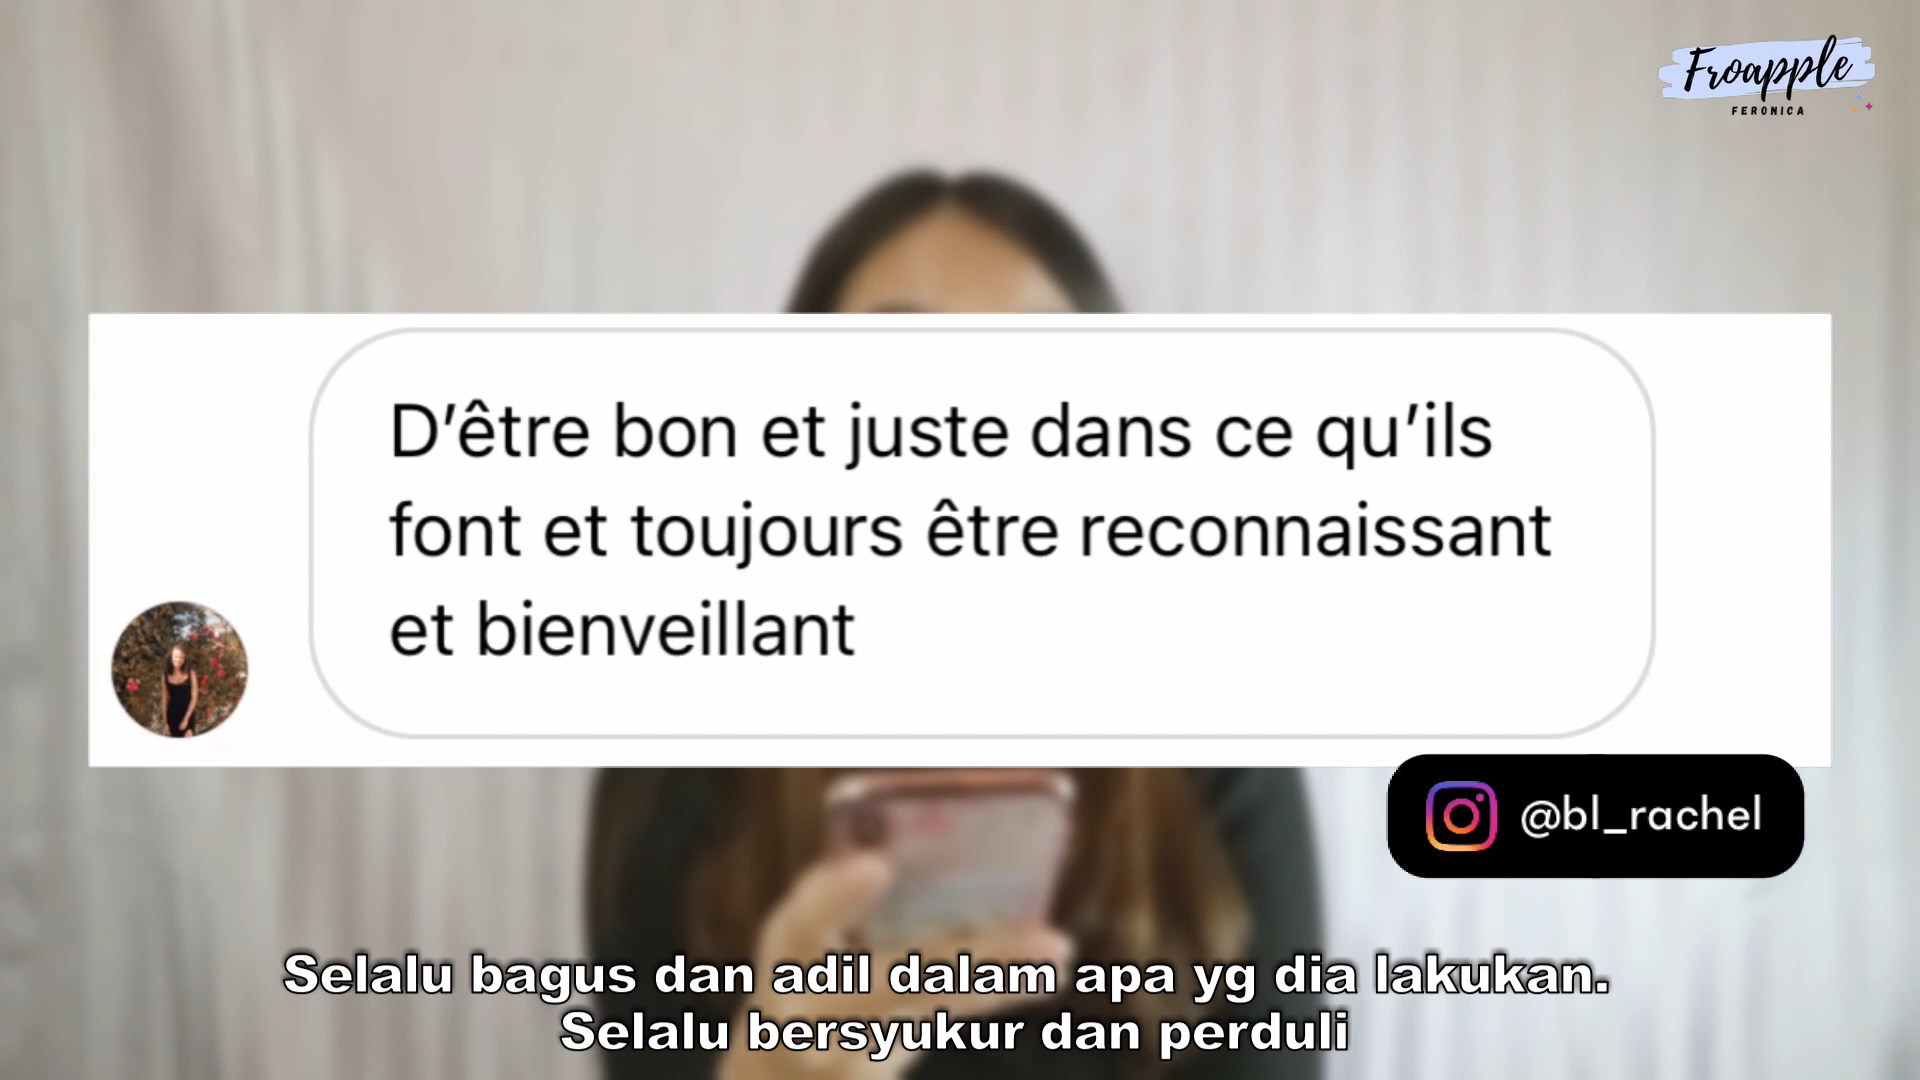 Froapple
FERONICA
D'être bon et juste dans ce qu'ils
font et toujours être reconnaissant
et bienveillant
@bl_rachel
Selalu bagus dan adil dalam apa yg dia lakukan.
Selalu bersyukur dan perduli